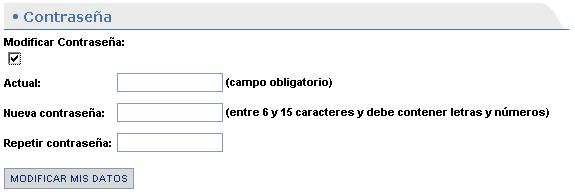 • Contraseña
Modificar Contraseña:
Actual: (campo obligatorio)
Nueva contraseña: (entre 6 y 15 caracteres y debe contener letras y números)
Repetir contraseña:
MODIFICAR MIS DATOS